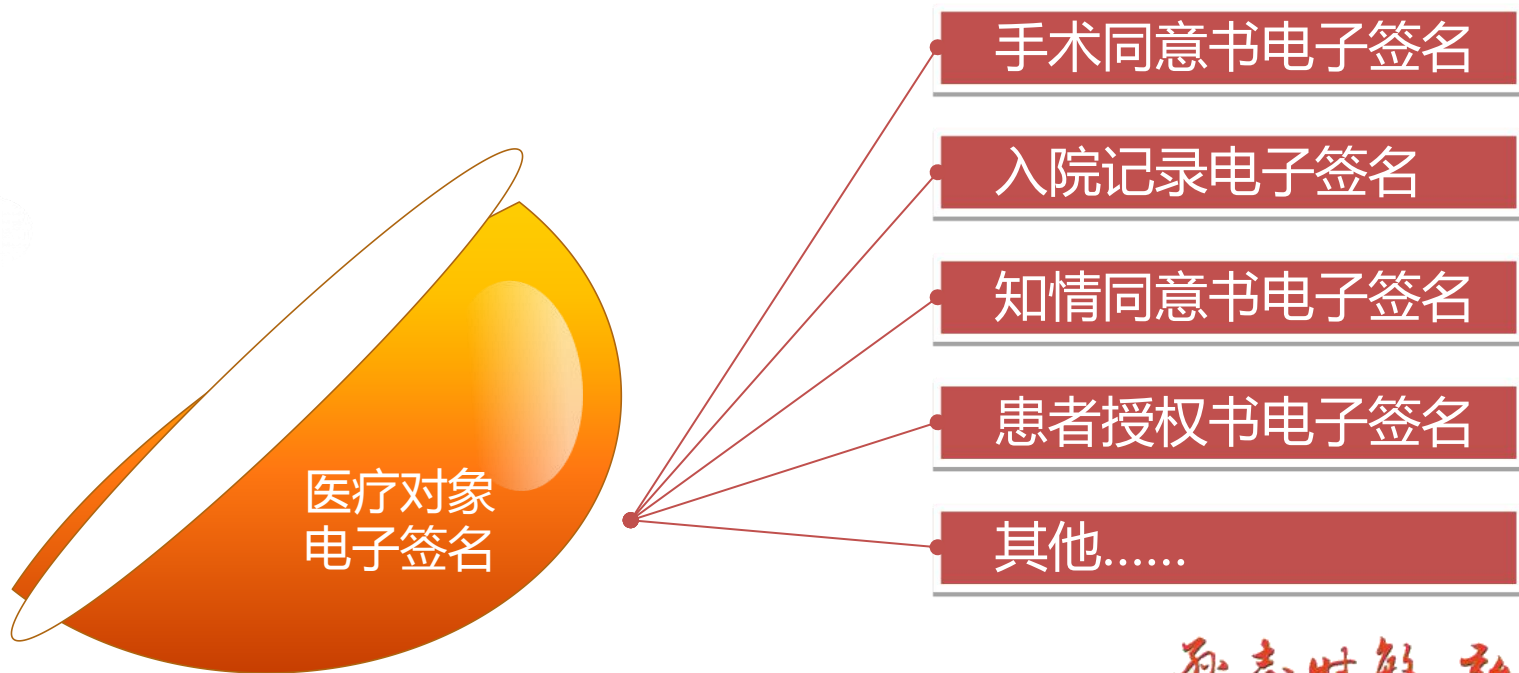 手术同意书电子签名
入院记录电子签名
知情同意书电子签名
患者授权书电子签名
其他......
医疗对象
电子签名